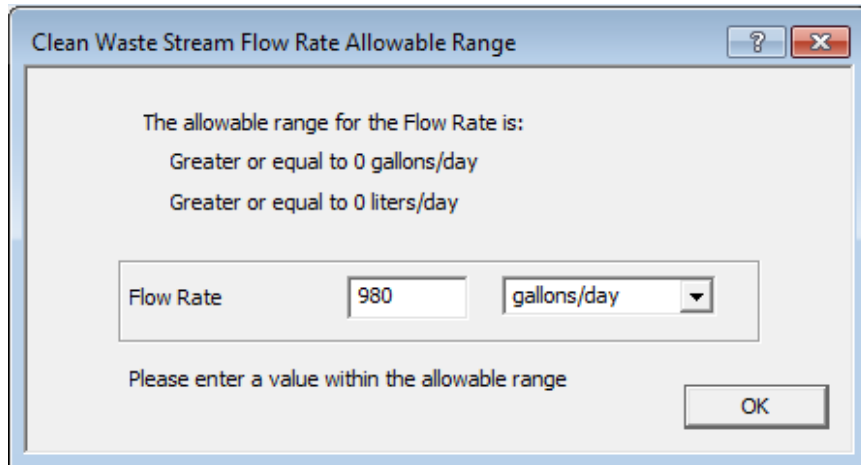 Clean Waste Stream Flow Rate Allowable Range
The allowable range for the Flow Rate is:
Greater or equal to 0 gallons/day
Greater or equal to 0 liters/day
Flow Rate 980 gallons/day
Please enter a value within the allowable range
OK